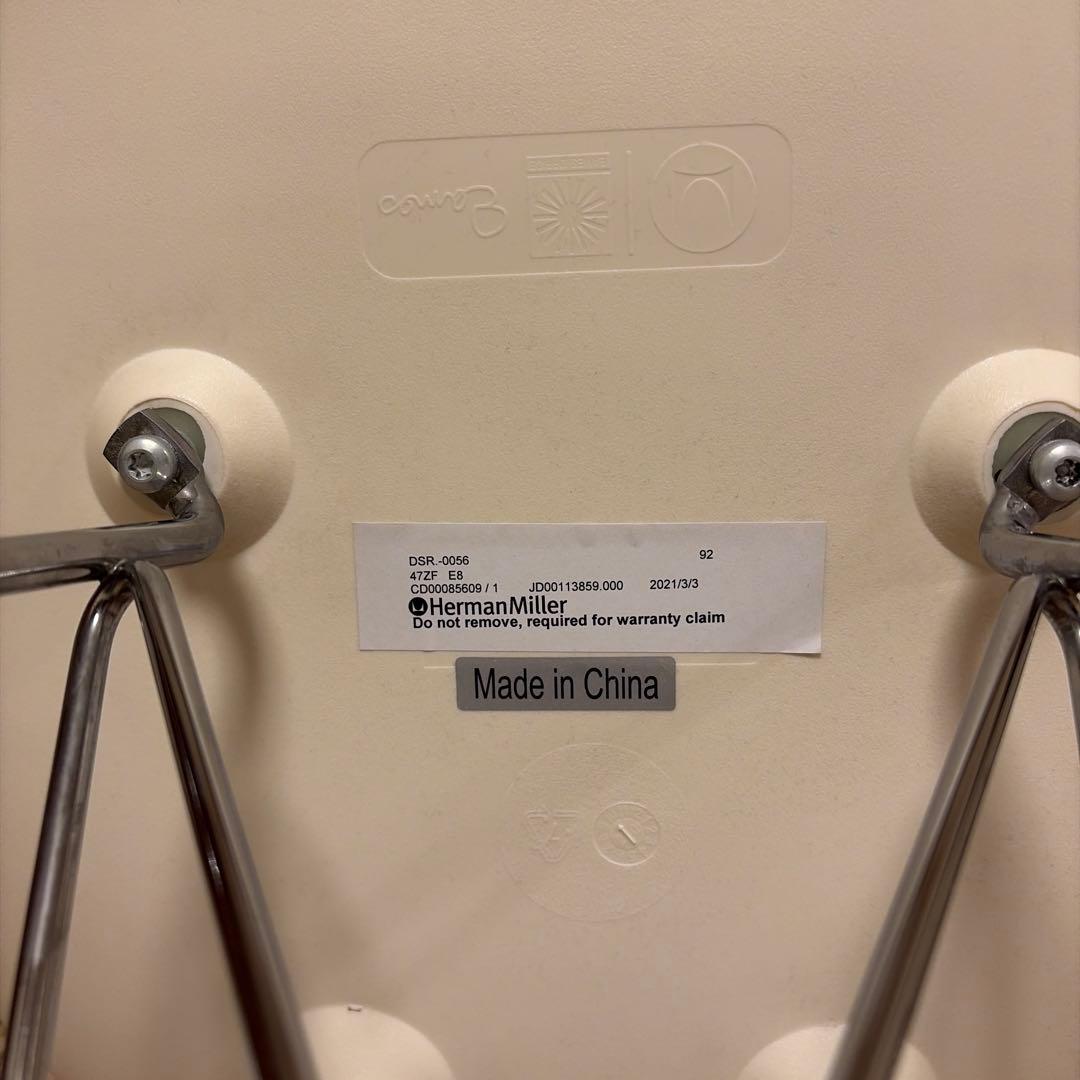 Eames
DSR.-0056 92
47ZF E8
CD00085609 / 1 JD00113859.000 2021/3/3
HermanMiller
Do not remove, required for warranty claim
Made in China